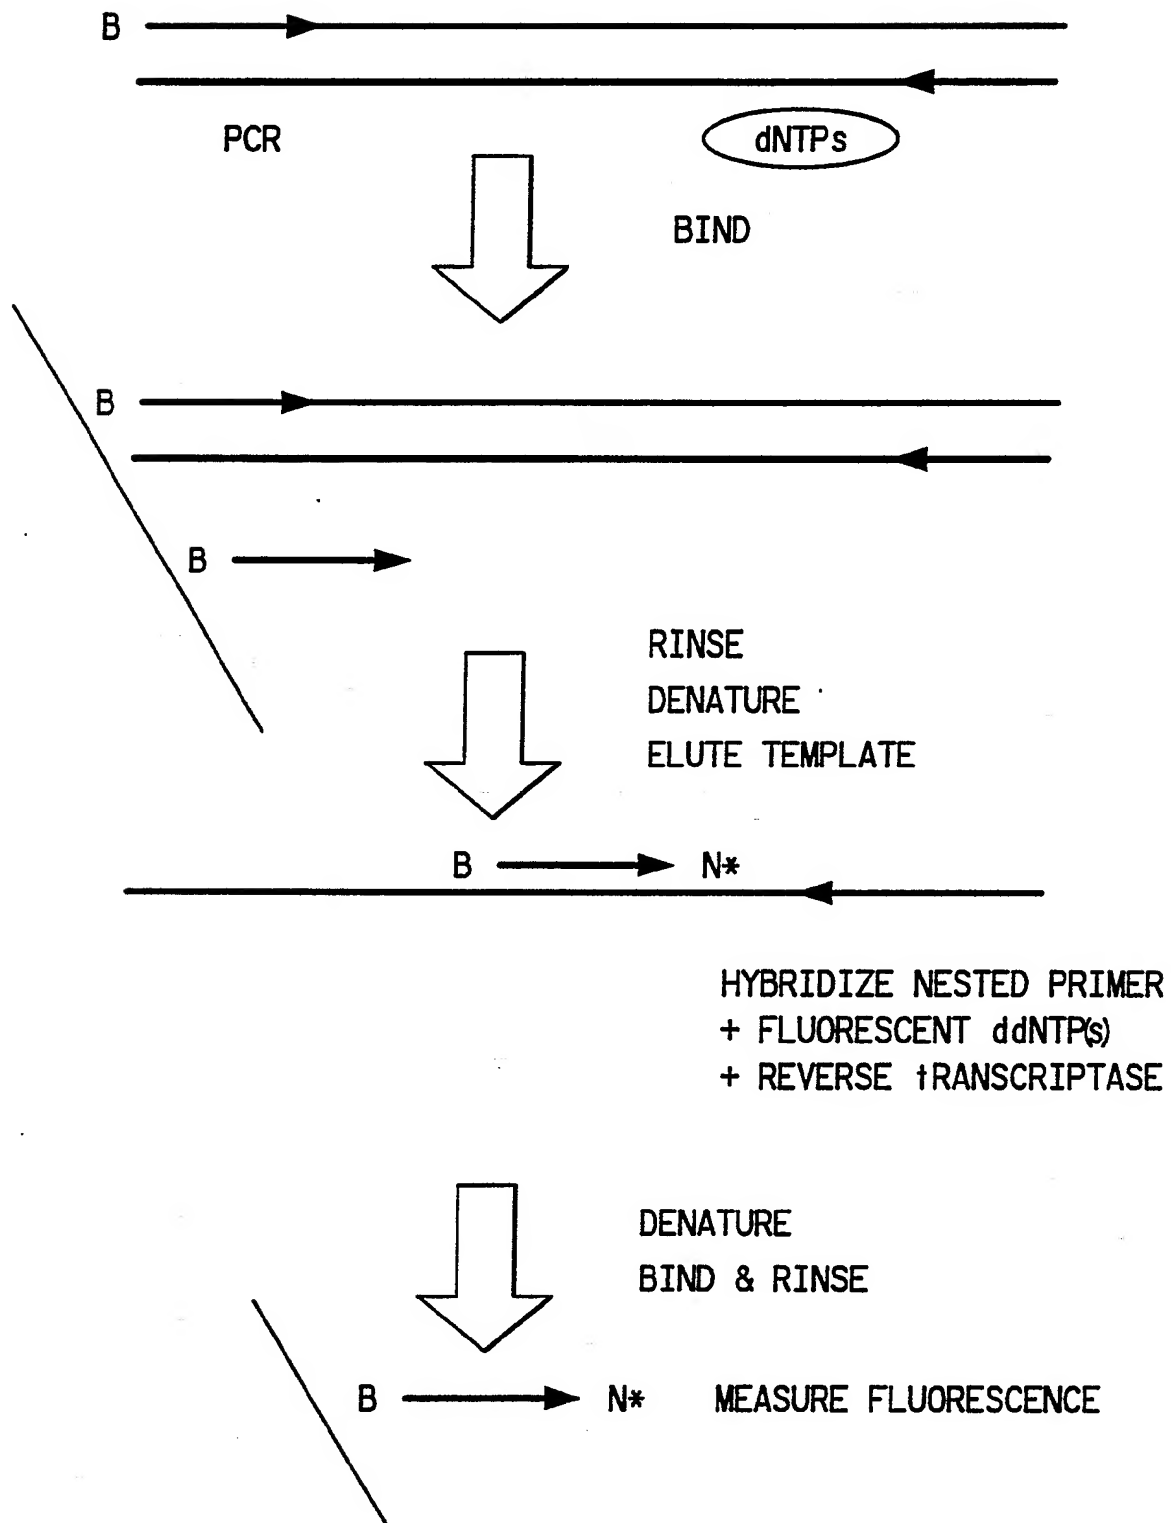 B
PCR
dNTPs
BIND
B
B
RINSE
DENATURE
ELUTE TEMPLATE
B N*
HYBRIDIZE NESTED PRIMER
+ FLUORESCENT ddNTP(s)
+ REVERSE tRANSCRIPTASE
DENATURE
BIND & RINSE
B N* MEASURE FLUORESCENCE